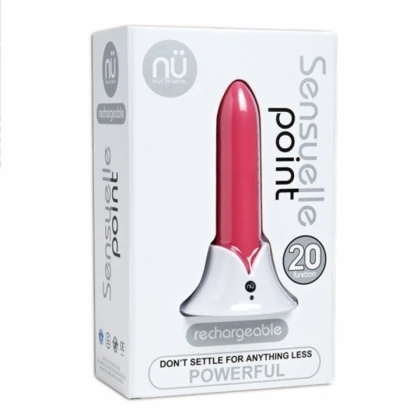 nü
rechargeable
Sensuelle
point
Sensuelle
point
20
function
nü
rechargeable
DON'T SETTLE FOR ANYTHING LESS
POWERFUL